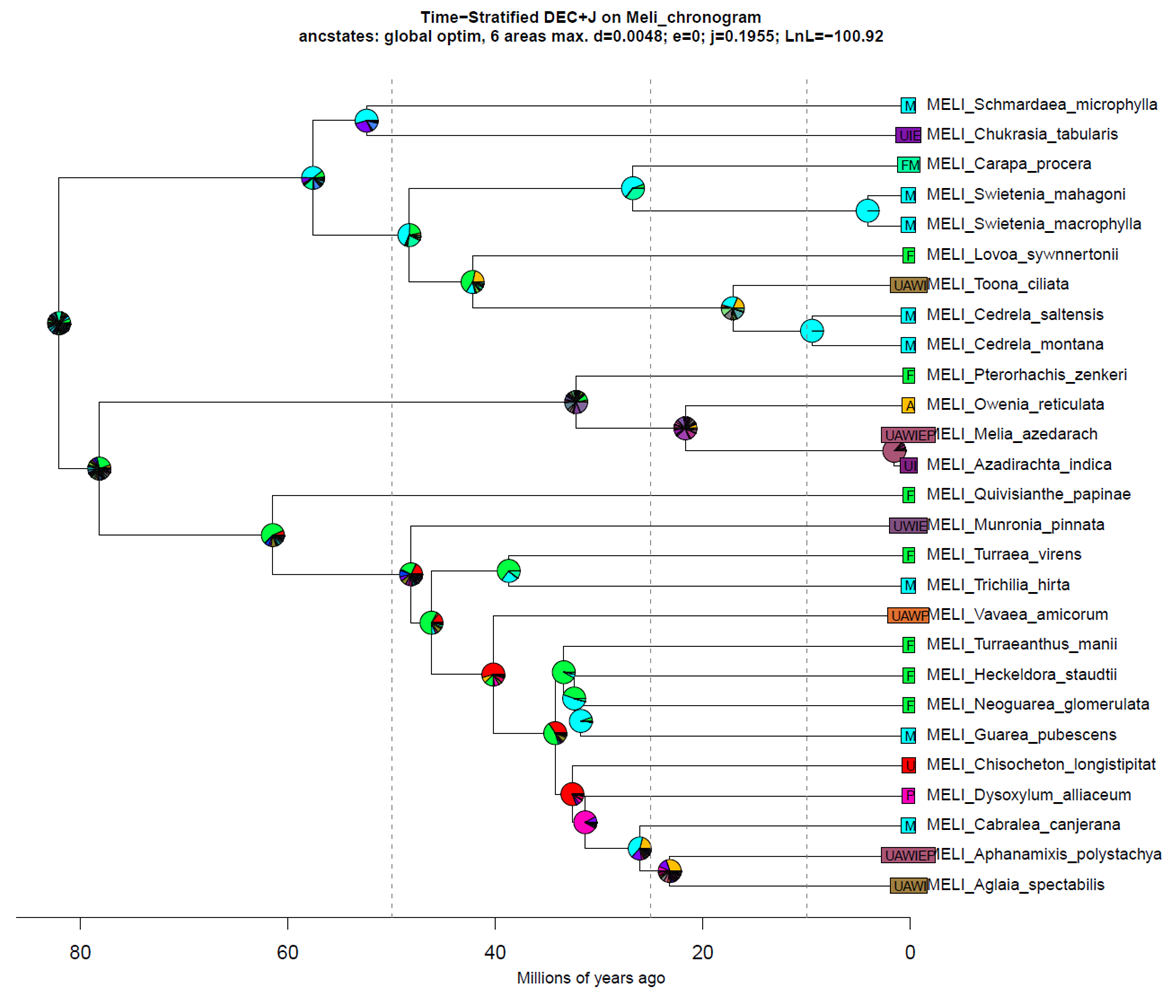 Time−Stratified DEC+J on Meli_chronogram
ancstates: global optim, 6 areas max. d=0.0048; e=0; j=0.1955; LnL=−100.92
M MELI_Schmardaea_microphylla
UIE MELI_Chukrasia_tabularis
FM MELI_Carapa_procera
M MELI_Swietenia_mahagoni
M MELI_Swietenia_macrophylla
F MELI_Lovoa_sywnnertonii
UAWI MELI_Toona_ciliata
M MELI_Cedrela_saltensis
M MELI_Cedrela_montana
F MELI_Pterorhachis_zenkeri
A MELI_Owenia_reticulata
UAWIEP MELI_Melia_azedarach
UI MELI_Azadirachta_indica
F MELI_Quivisianthe_papinae
UWIE MELI_Munronia_pinnata
F MELI_Turraea_virens
M MELI_Trichilia_hirta
UAWP MELI_Vavaea_amicorum
F MELI_Turraeanthus_manii
F MELI_Heckeldora_staudtii
F MELI_Neoguarea_glomerulata
M MELI_Guarea_pubescens
U MELI_Chisocheton_longistipitat
P MELI_Dysoxylum_alliaceum
M MELI_Cabralea_canjerana
UAWIEP MELI_Aphanamixis_polystachya
UAWI MELI_Aglaia_spectabilis
80 60 40 20 0
Millions of years ago